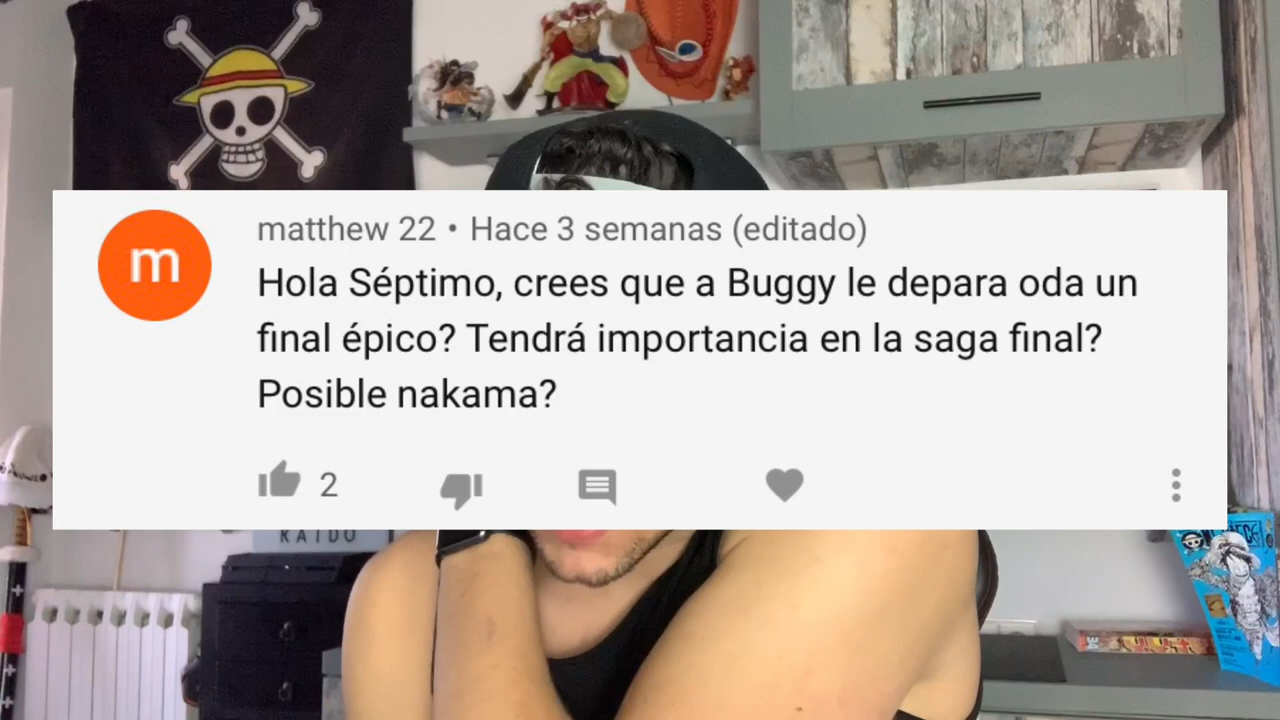 matthew 22 • Hace 3 semanas (editado)
Hola Séptimo, crees que a Buggy le depara oda un
final épico? Tendrá importancia en la saga final?
Posible nakama?
2
m
KAIDO